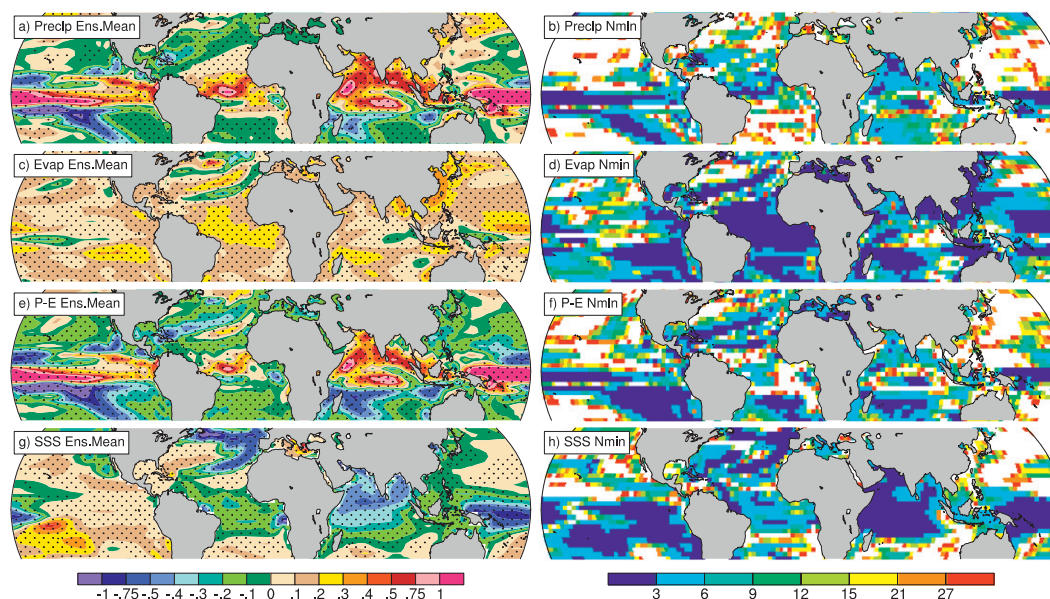 a) Precip Ens.Mean
b) Precip Nmin
c) Evap Ens.Mean
d) Evap Nmin
e) P-E Ens.Mean
f) P-E Nmin
g) SSS Ens.Mean
h) SSS Nmin
-1 -.75 -.5 -.4 -.3 -.2 -.1 0 .1 .2 .3 .4 .5 .75 1
3 6 9 12 15 21 27